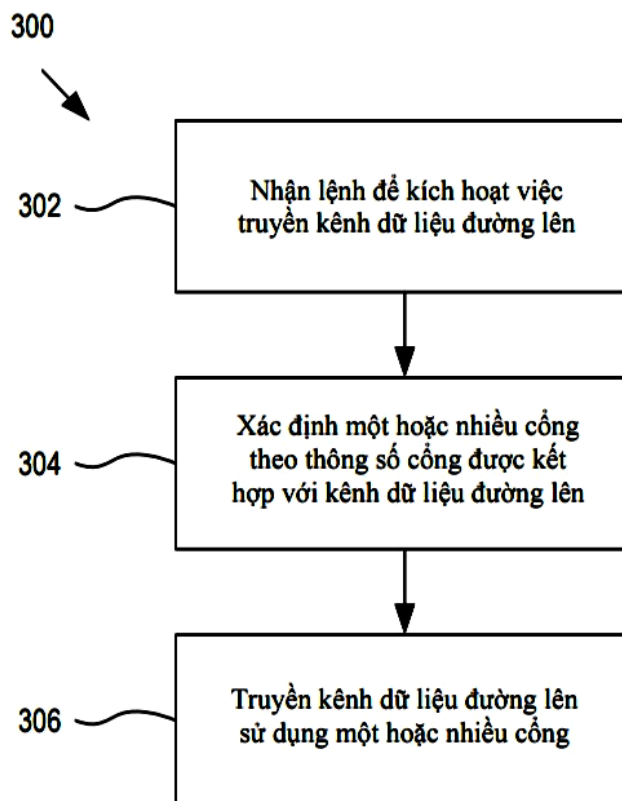 300
302
Nhận lệnh để kích hoạt việc
truyền kênh dữ liệu đường lên
304
Xác định một hoặc nhiều cổng
theo thông số cổng được kết
hợp với kênh dữ liệu đường lên
306
Truyền kênh dữ liệu đường lên
sử dụng một hoặc nhiều cổng